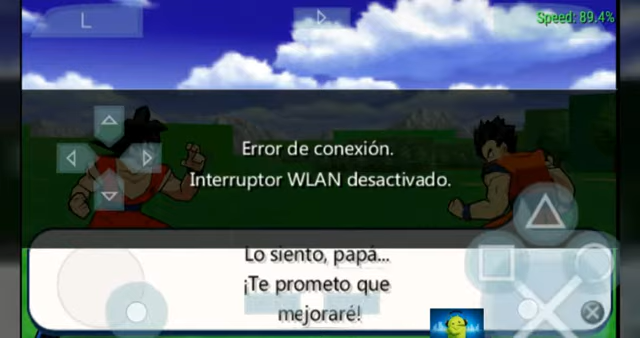 L
Speed: 89.4%
Error de conexión.
Interruptor WLAN desactivado.
Lo siento, papá...
¡Te prometo que
mejoraré!